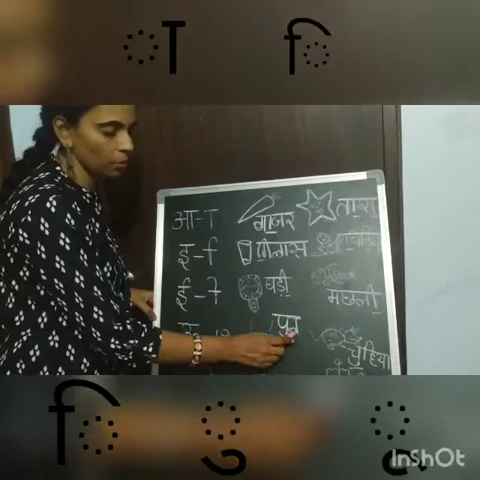 ा ि
आ-ा गाजर तारा
इ-ि गिलास
ई-ी घड़ी मछली
पुल
चुहिया
ि ु ू
InShOt